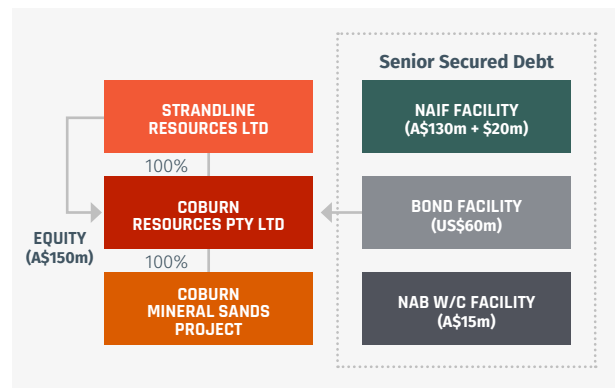 Senior Secured Debt
STRANDLINE
RESOURCES LTD
NAIF FACILITY
(A$130m + $20m)
100%
COBURN
RESOURCES PTY LTD
BOND FACILITY
(US$60m)
EQUITY
(A$150m)
100%
COBURN
MINERAL SANDS
PROJECT
NAB W/C FACILITY
(A$15m)